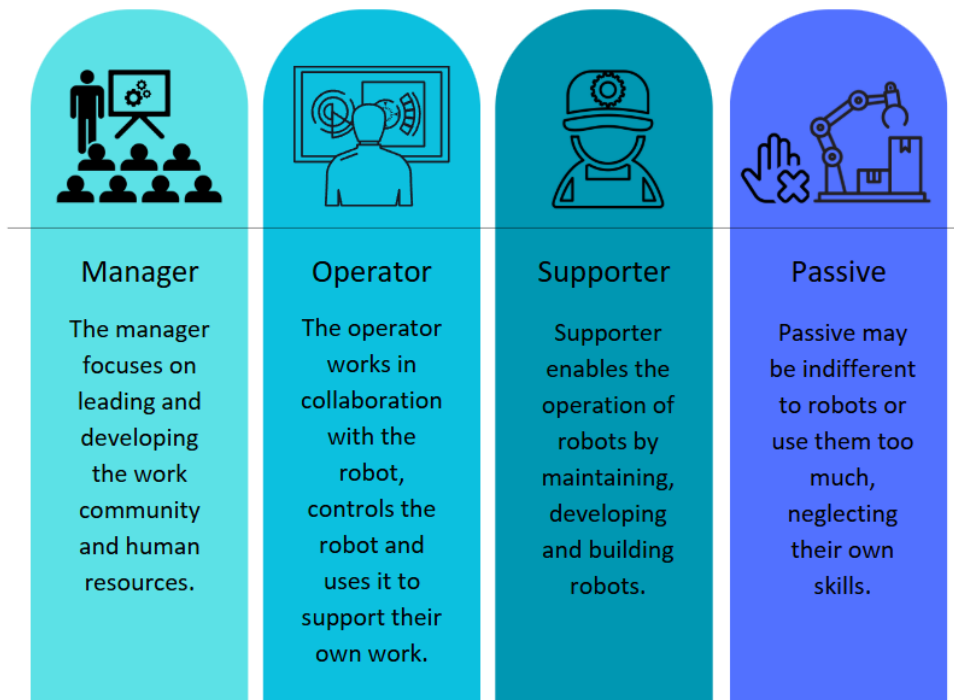 Manager
The manager
focuses on
leading and
developing
the work
community
and human
resources.
Operator
The operator
works in
collaboration
with the
robot,
controls the
robot and
uses it to
support their
own work.
Supporter
Supporter
enables the
operation of
robots by
maintaining,
developing
and building
robots.
Passive
Passive may
be indifferent
to robots or
use them too
much,
neglecting
their own
skills.